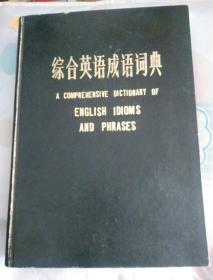 综合英语成语词典
A COMPREHENSIVE DICTIONARY OF
ENGLISH IDIOMS
AND PHRASES